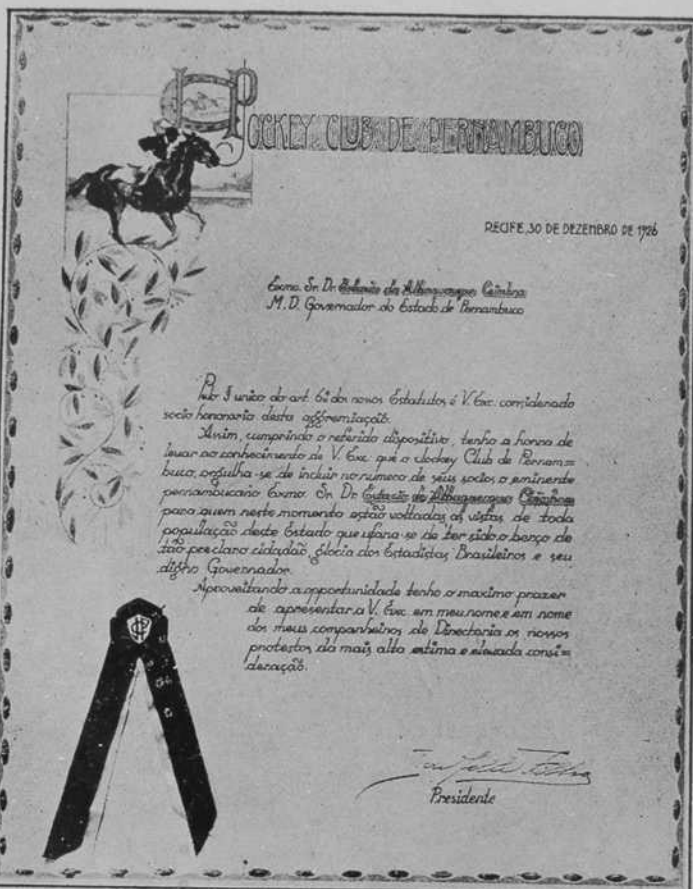 JOCKEY CLUB DE PERNAMBUCO
RECIFE, 30 DE DEZEMBRO DE 1926
Exmo. Sr. Dr. Estacio de Albuquerque Coimbra
M. D. Governador do Estado de Pernambuco
Pelo § unico do art. 6º dos novos Estatutos é V. Exc. considerado
socio honorario desta aggremiação.
Assim, cumprindo o referido dispositivo, tenho a honra de
levar ao conhecimento de V. Exc. que o Jockey Club de Pernam=
buco, orgulha-se de incluir no numero de seus socios o eminente
pernambucano Exmo. Sr. Dr. Estacio de Albuquerque Coimbra
para quem neste momento estão voltadas as vistas de toda
população deste Estado que ufana-se de ter sido o berço de
tão preclaro cidadão, gloria dos Estadistas Brasileiros e seu
digno Governador.
Aproveitando a opportunidade tenho o maximo prazer
de apresentar a V. Exc. em meu nome e em nome
dos meus companheiros de Directoria os nossos
protestos da mais alta estima e elevada consi=
deração.
Presidente